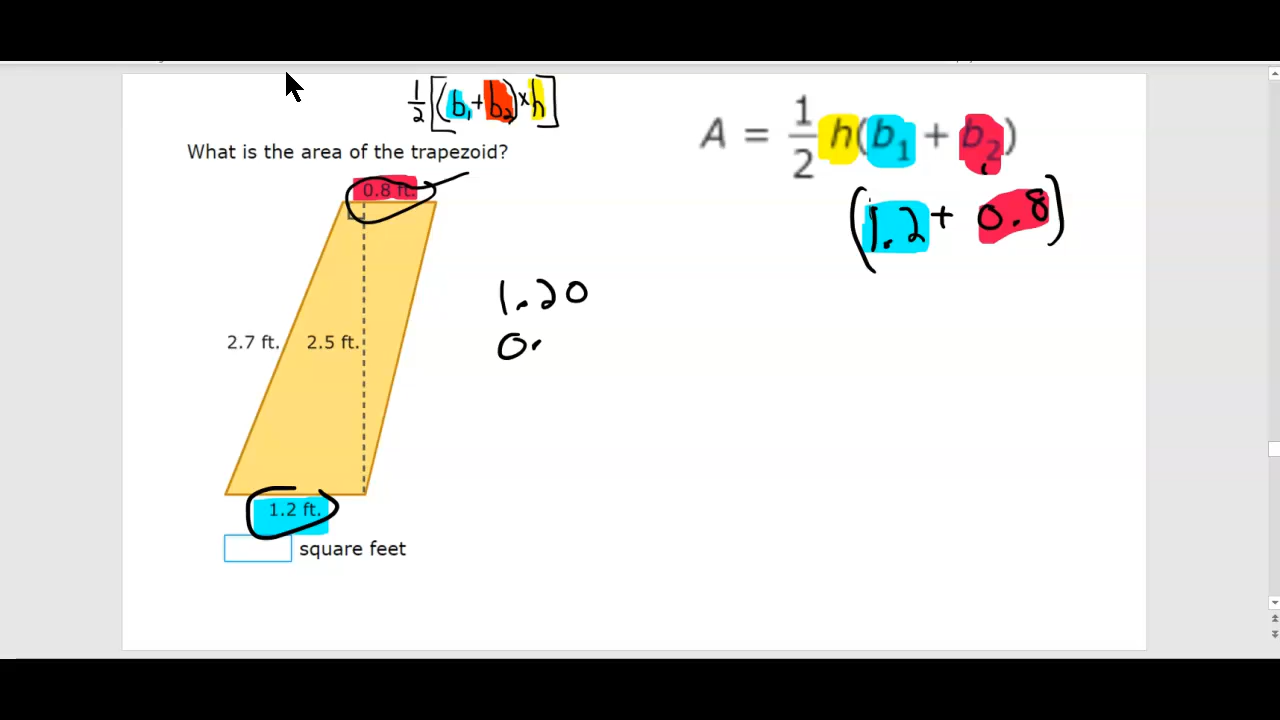 1/2[(b₁+b₂)×h]
A = 1/2 h(b₁ + b₂)
What is the area of the trapezoid?
0.8 ft.
(1.2 + 0.8)
1.20
0.
2.7 ft.
2.5 ft.
1.2 ft.
square feet